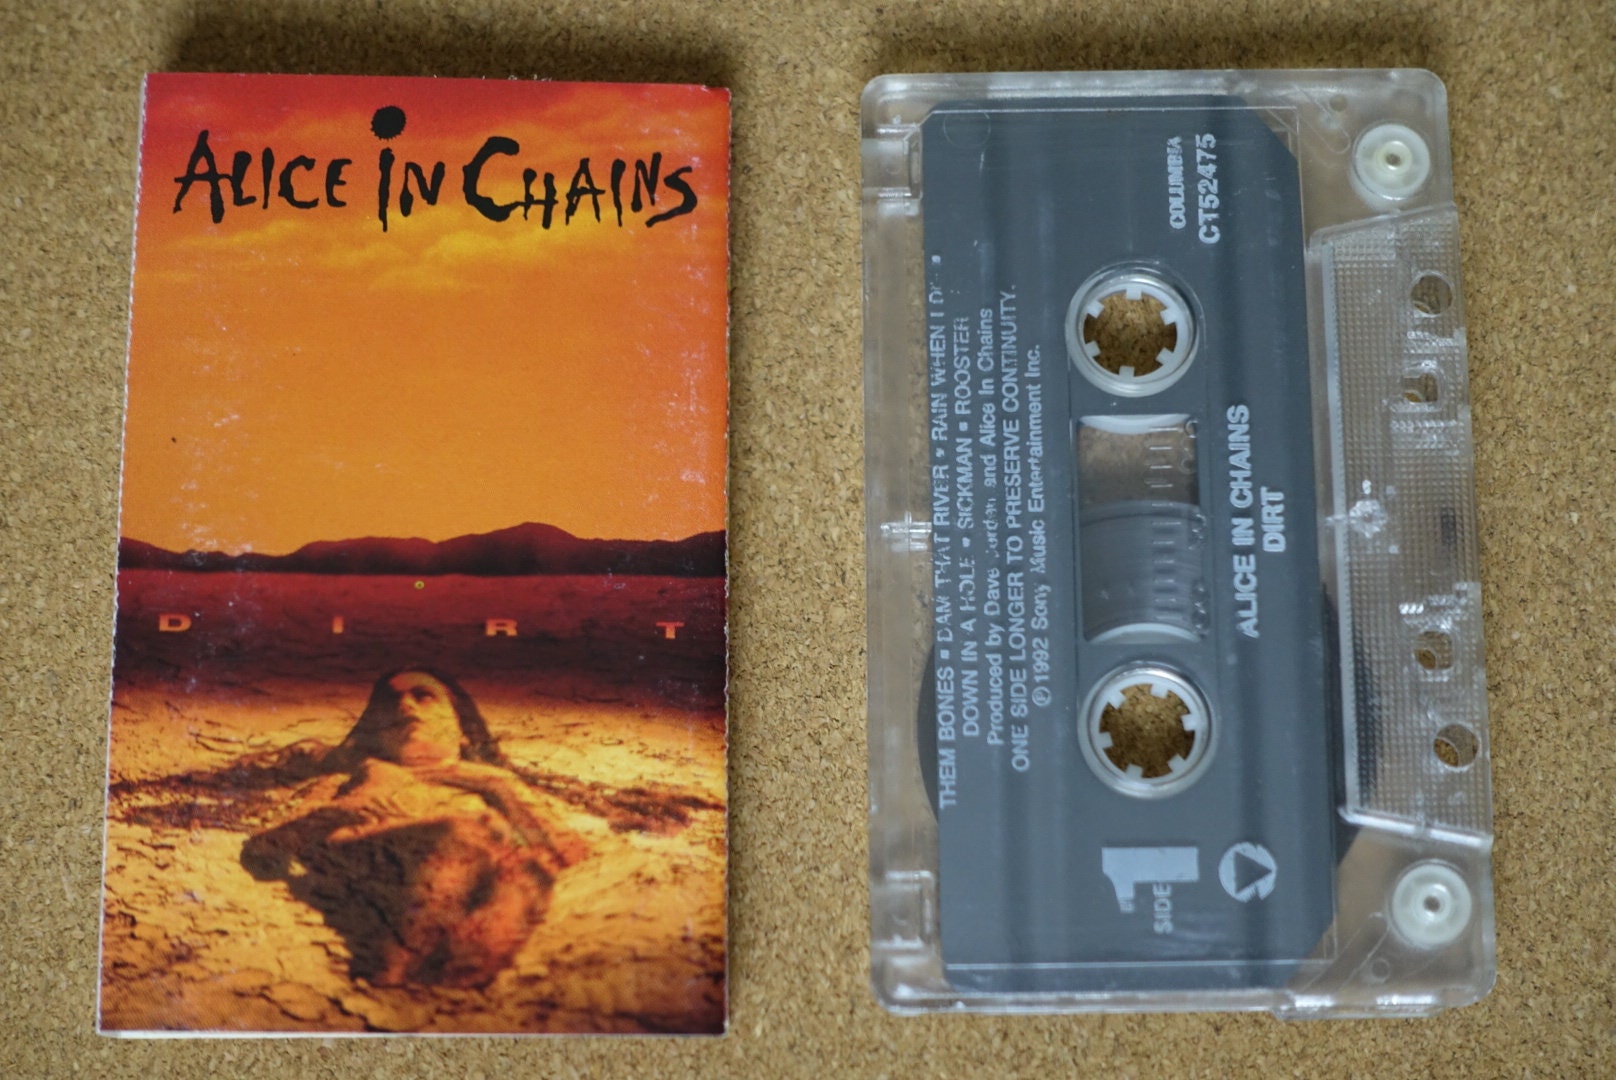 ALICE IN CHAINS
DIRT
COLUMBIA
CT52475
ALICE IN CHAINS
DIRT
SIDE 1
THEM BONES ▪ DAM THAT RIVER ▪ RAIN WHEN I
DOWN IN A HOLE ▪ SICKMAN ▪ ROOSTER
Produced by Dave Jerden and Alice In Chains
ONE SIDE LONGER TO PRESERVE CONTINUITY.
℗ 1992 Sony Music Entertainment Inc.